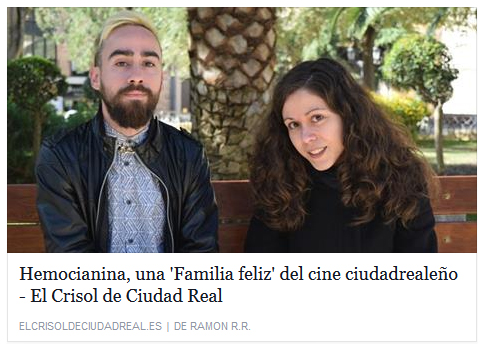 Hemocianina, una 'Familia feliz' del cine ciudadrealeño
- El Crisol de Ciudad Real
ELCRISOLDECIUDADREAL.ES | DE RAMON R.R.